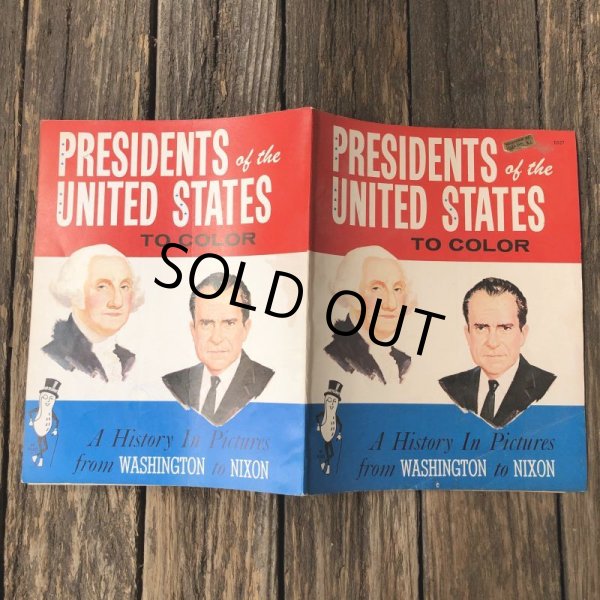 PRESIDENTS of the
UNITED STATES
TO COLOR
A History In Pictures
from WASHINGTON to NIXON
PRESIDENTS of the
UNITED STATES
TO COLOR
A History In Pictures
from WASHINGTON to NIXON
SOLD OUT